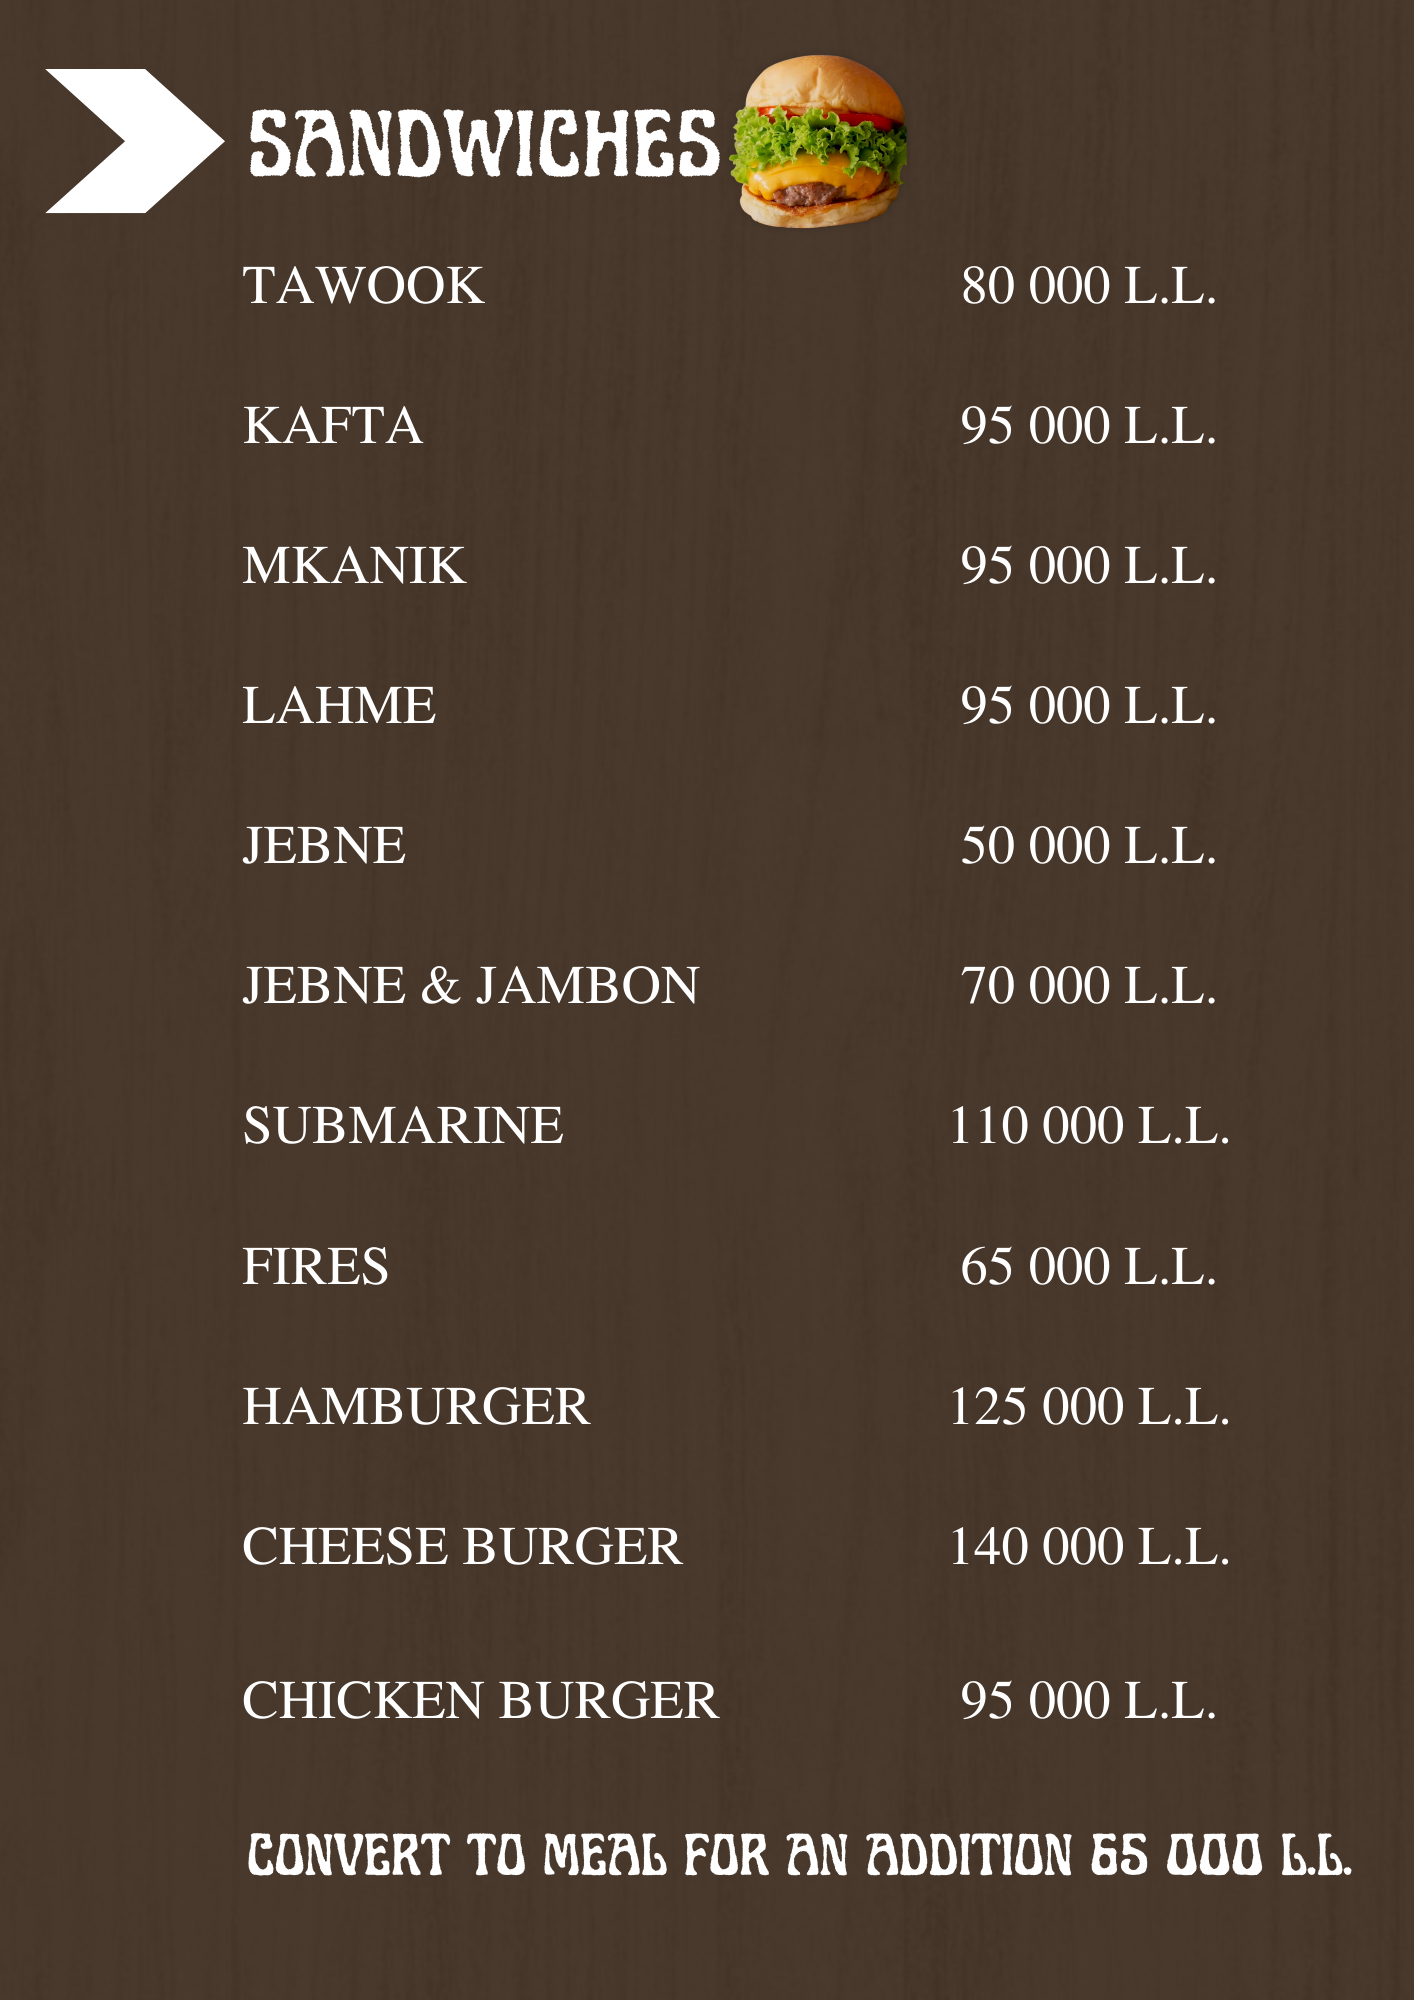 SANDWICHES
TAWOOK 80 000 L.L.
KAFTA 95 000 L.L.
MKANIK 95 000 L.L.
LAHME 95 000 L.L.
JEBNE 50 000 L.L.
JEBNE & JAMBON 70 000 L.L.
SUBMARINE 110 000 L.L.
FIRES 65 000 L.L.
HAMBURGER 125 000 L.L.
CHEESE BURGER 140 000 L.L.
CHICKEN BURGER 95 000 L.L.
CONVERT TO MEAL FOR AN ADDITION 65 000 L.L.